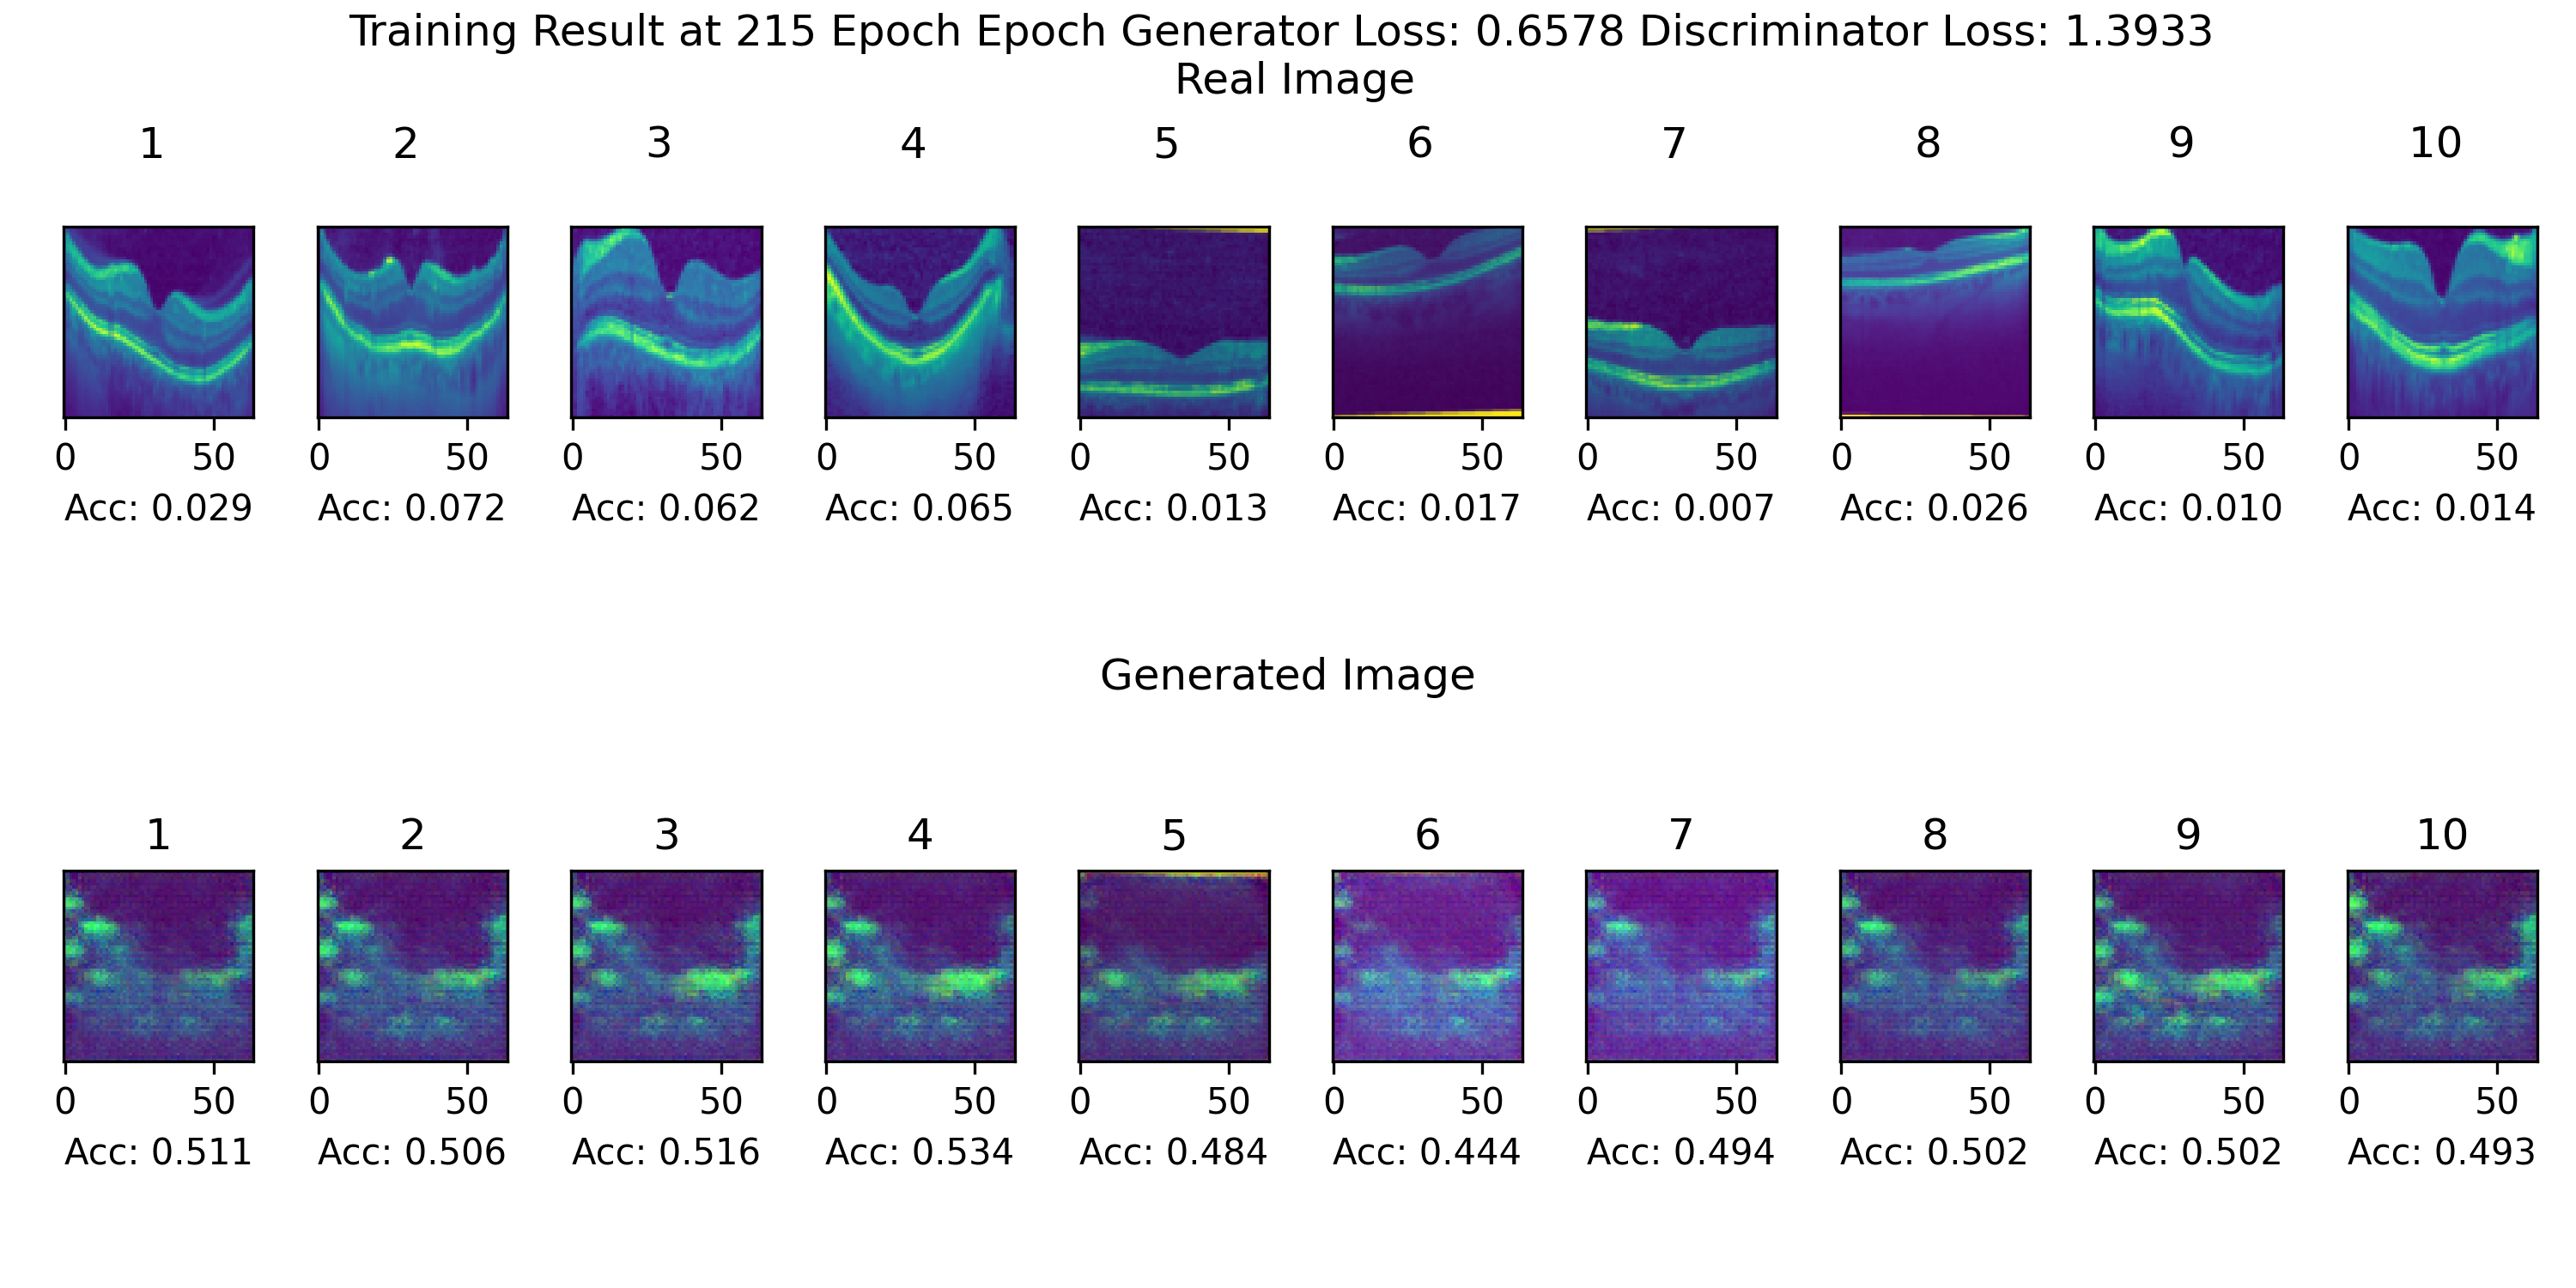 Training Result at 215 Epoch Epoch Generator Loss: 0.6578 Discriminator Loss: 1.3933
Real Image
1 2 3 4 5 6 7 8 9 10
0 50 0 50 0 50 0 50 0 50 0 50 0 50 0 50 0 50 0 50
Acc: 0.029 Acc: 0.072 Acc: 0.062 Acc: 0.065 Acc: 0.013 Acc: 0.017 Acc: 0.007 Acc: 0.026 Acc: 0.010 Acc: 0.014
Generated Image
1 2 3 4 5 6 7 8 9 10
0 50 0 50 0 50 0 50 0 50 0 50 0 50 0 50 0 50 0 50
Acc: 0.511 Acc: 0.506 Acc: 0.516 Acc: 0.534 Acc: 0.484 Acc: 0.444 Acc: 0.494 Acc: 0.502 Acc: 0.502 Acc: 0.493